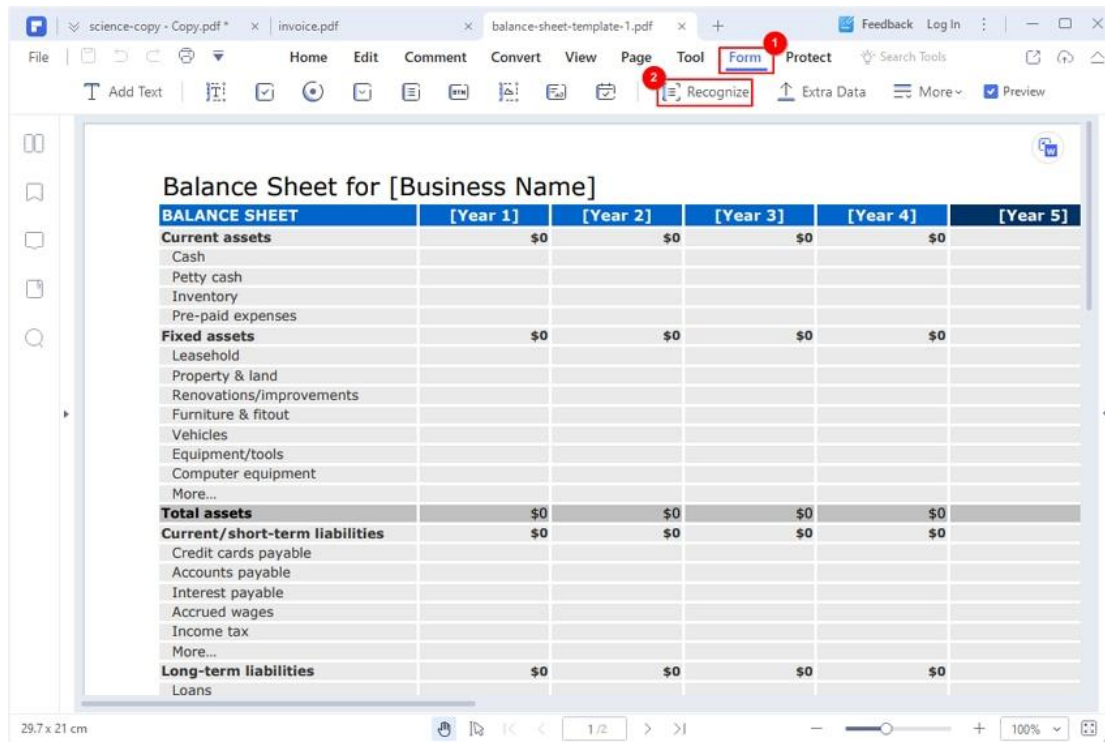 science-copy - Copy.pdf * × invoice.pdf × balance-sheet-template-1.pdf × + Feedback Log In
1
File Home Edit Comment Convert View Page Tool Form Protect Search Tools
2
Add Text BTN Recognize Extra Data More Preview
W
Balance Sheet for [Business Name]
BALANCE SHEET [Year 1] [Year 2] [Year 3] [Year 4] [Year 5]
Current assets $0 $0 $0 $0
Cash
Petty cash
Inventory
Pre-paid expenses
Fixed assets $0 $0 $0 $0
Leasehold
Property & land
Renovations/improvements
Furniture & fitout
Vehicles
Equipment/tools
Computer equipment
More...
Total assets $0 $0 $0 $0
Current/short-term liabilities $0 $0 $0 $0
Credit cards payable
Accounts payable
Interest payable
Accrued wages
Income tax
More...
Long-term liabilities $0 $0 $0 $0
Loans
29.7 x 21 cm 1 /2 100%